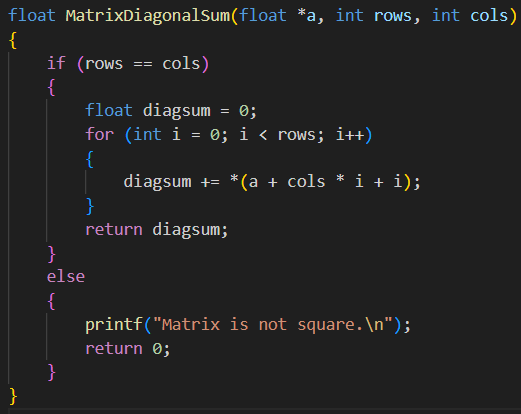 float MatrixDiagonalSum(float *a, int rows, int cols)
{
    if (rows == cols)
    {
        float diagsum = 0;
        for (int i = 0; i < rows; i++)
        {
            diagsum += *(a + cols * i + i);
        }
        return diagsum;
    }
    else
    {
        printf("Matrix is not square.\n");
        return 0;
    }
}